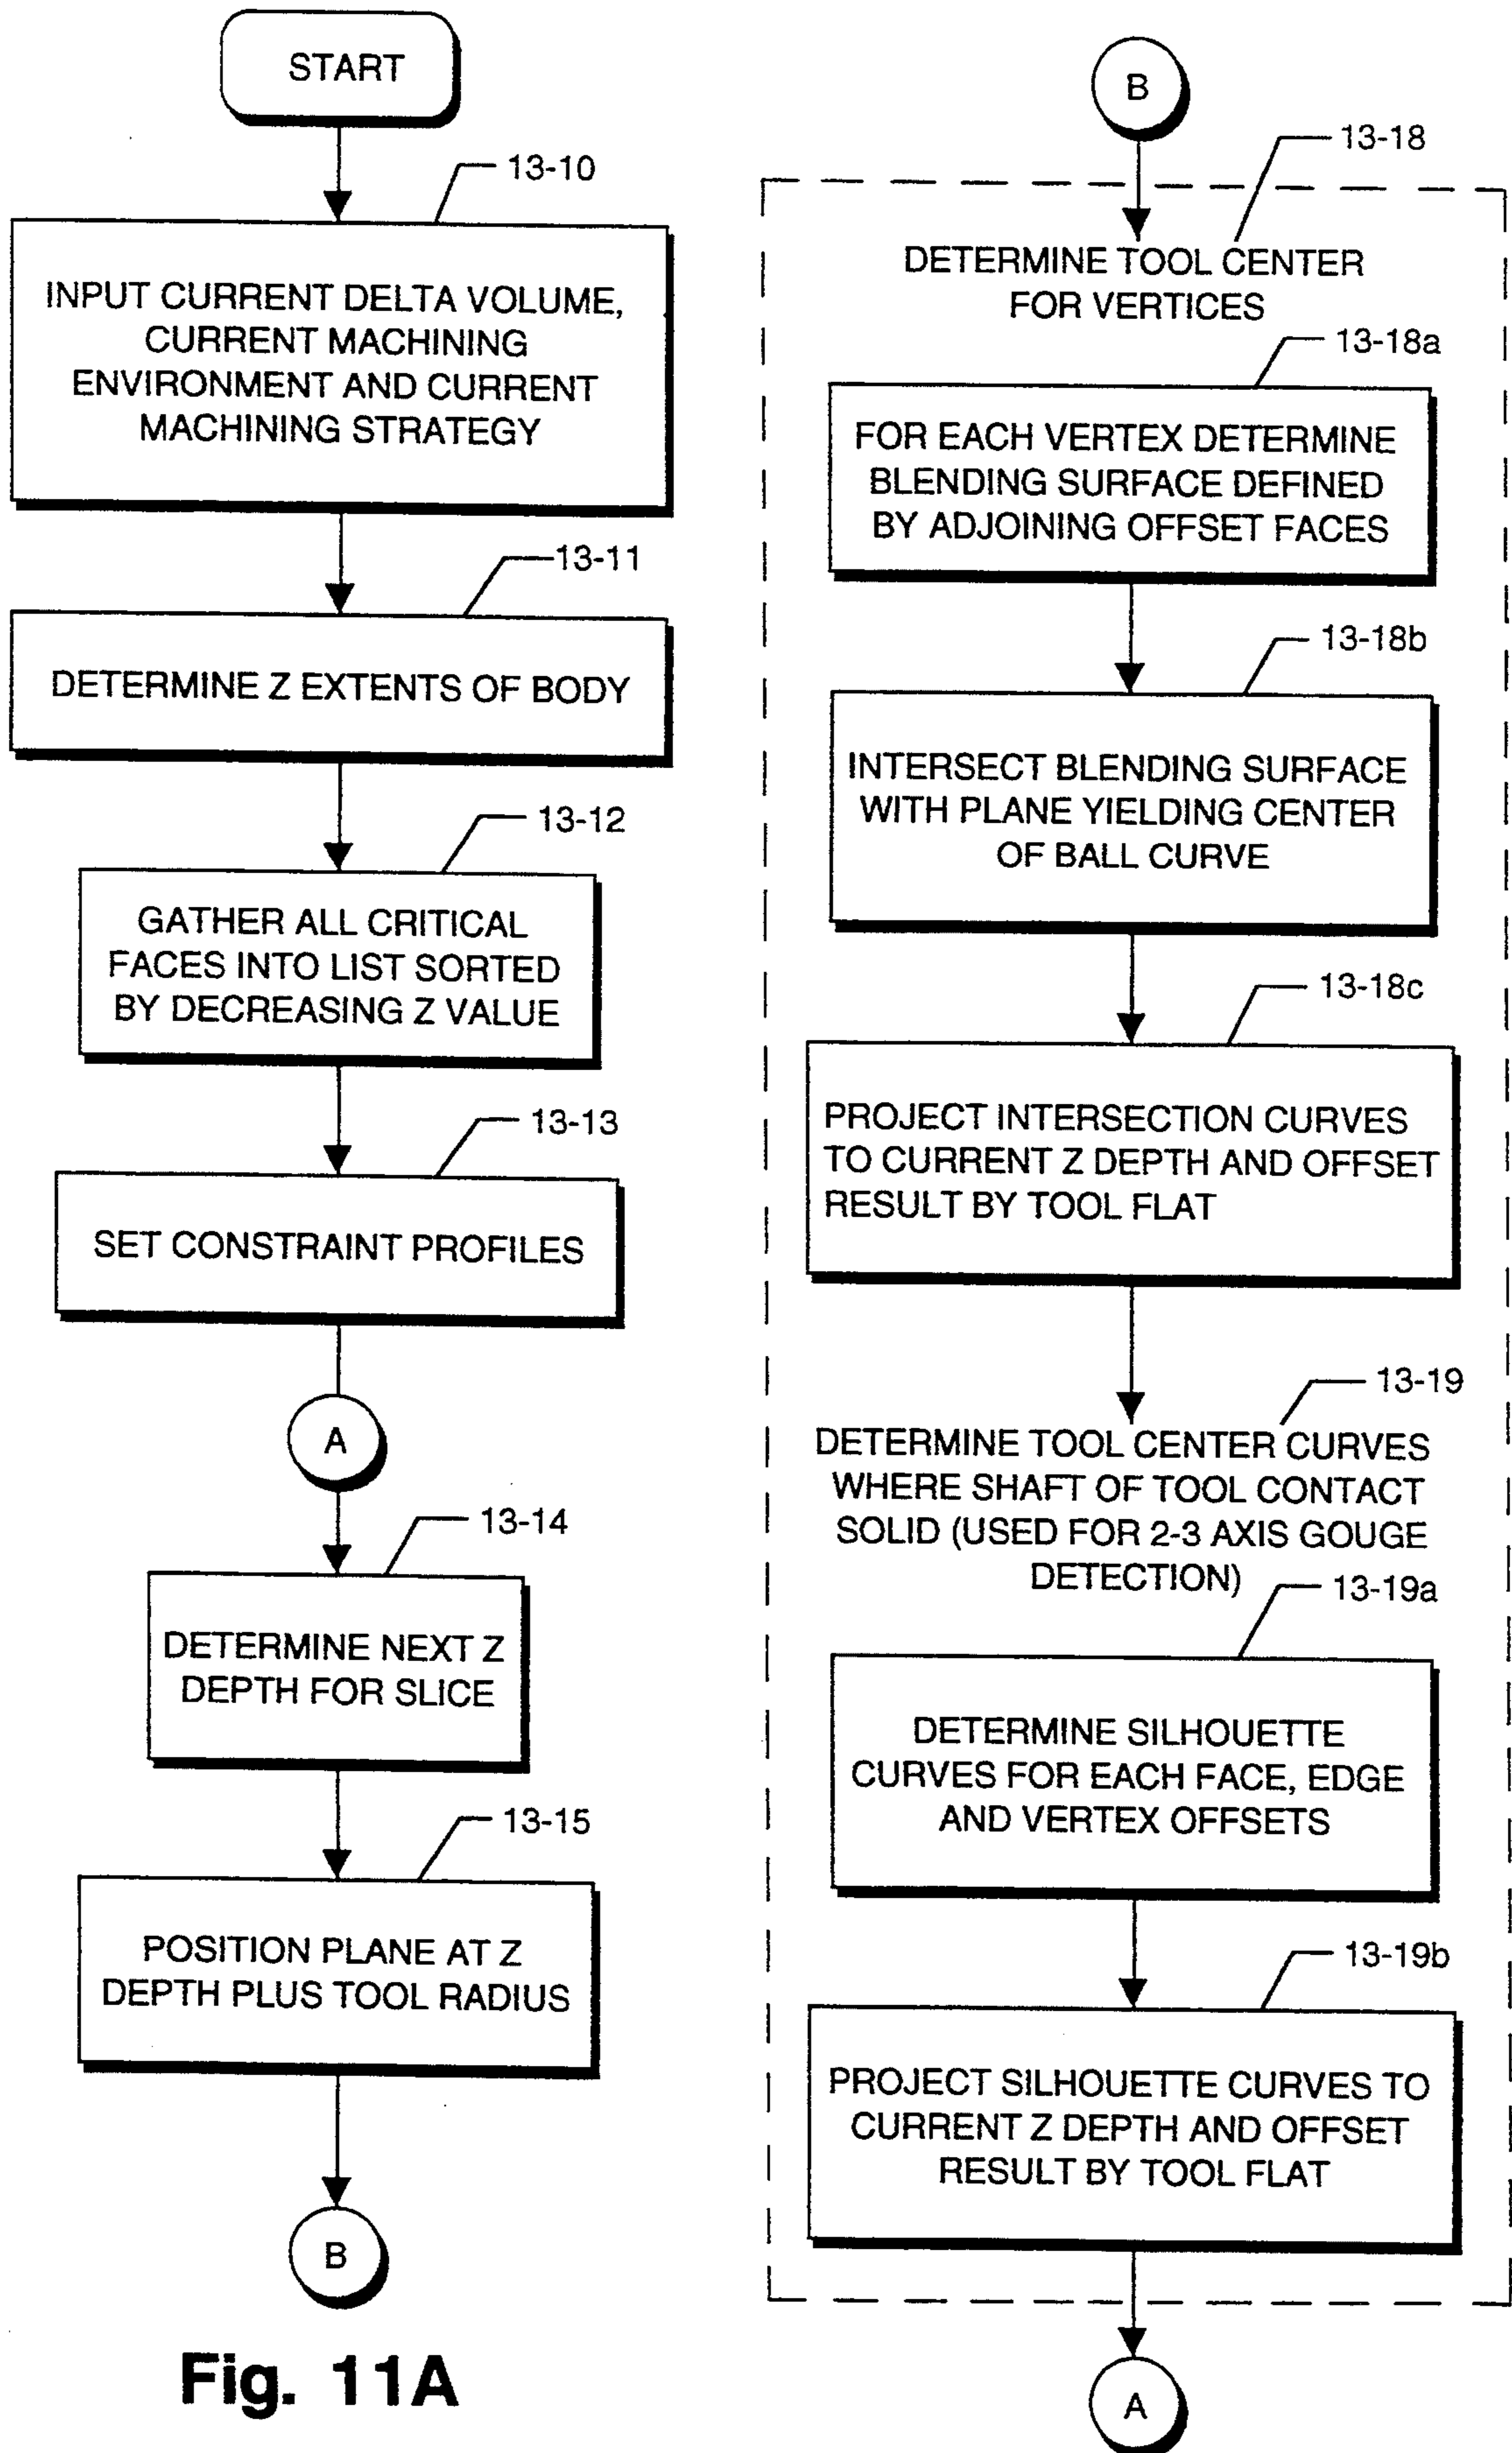 START
13-10
INPUT CURRENT DELTA VOLUME,
CURRENT MACHINING
ENVIRONMENT AND CURRENT
MACHINING STRATEGY
13-11
DETERMINE Z EXTENTS OF BODY
13-12
GATHER ALL CRITICAL
FACES INTO LIST SORTED
BY DECREASING Z VALUE
13-13
SET CONSTRAINT PROFILES
A
13-14
DETERMINE NEXT Z
DEPTH FOR SLICE
13-15
POSITION PLANE AT Z
DEPTH PLUS TOOL RADIUS
B
Fig. 11A
B
13-18
DETERMINE TOOL CENTER
FOR VERTICES
13-18a
FOR EACH VERTEX DETERMINE
BLENDING SURFACE DEFINED
BY ADJOINING OFFSET FACES
13-18b
INTERSECT BLENDING SURFACE
WITH PLANE YIELDING CENTER
OF BALL CURVE
13-18c
PROJECT INTERSECTION CURVES
TO CURRENT Z DEPTH AND OFFSET
RESULT BY TOOL FLAT
13-19
DETERMINE TOOL CENTER CURVES
WHERE SHAFT OF TOOL CONTACT
SOLID (USED FOR 2-3 AXIS GOUGE
DETECTION)
13-19a
DETERMINE SILHOUETTE
CURVES FOR EACH FACE, EDGE
AND VERTEX OFFSETS
13-19b
PROJECT SILHOUETTE CURVES TO
CURRENT Z DEPTH AND OFFSET
RESULT BY TOOL FLAT
A